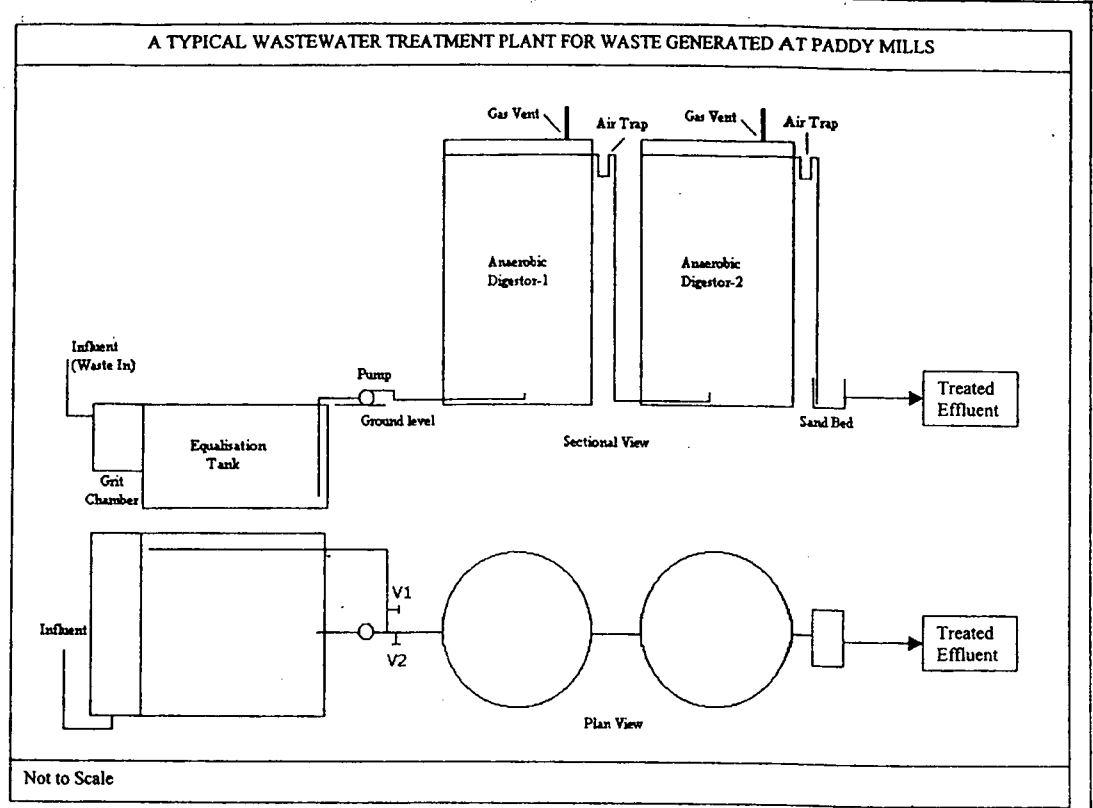 A TYPICAL WASTEWATER TREATMENT PLANT FOR WASTE GENERATED AT PADDY MILLS
Gas Vent
Air Trap
Gas Vent
Air Trap
Anaerobic
Digestor-1
Anaerobic
Digestor-2
Influent
(Waste In)
Pump
Ground level
Treated
Effluent
Sand Bed
Sectional View
Equalisation
Tank
Grit
Chamber
V1
Influent
V2
Treated
Effluent
Plan View
Not to Scale